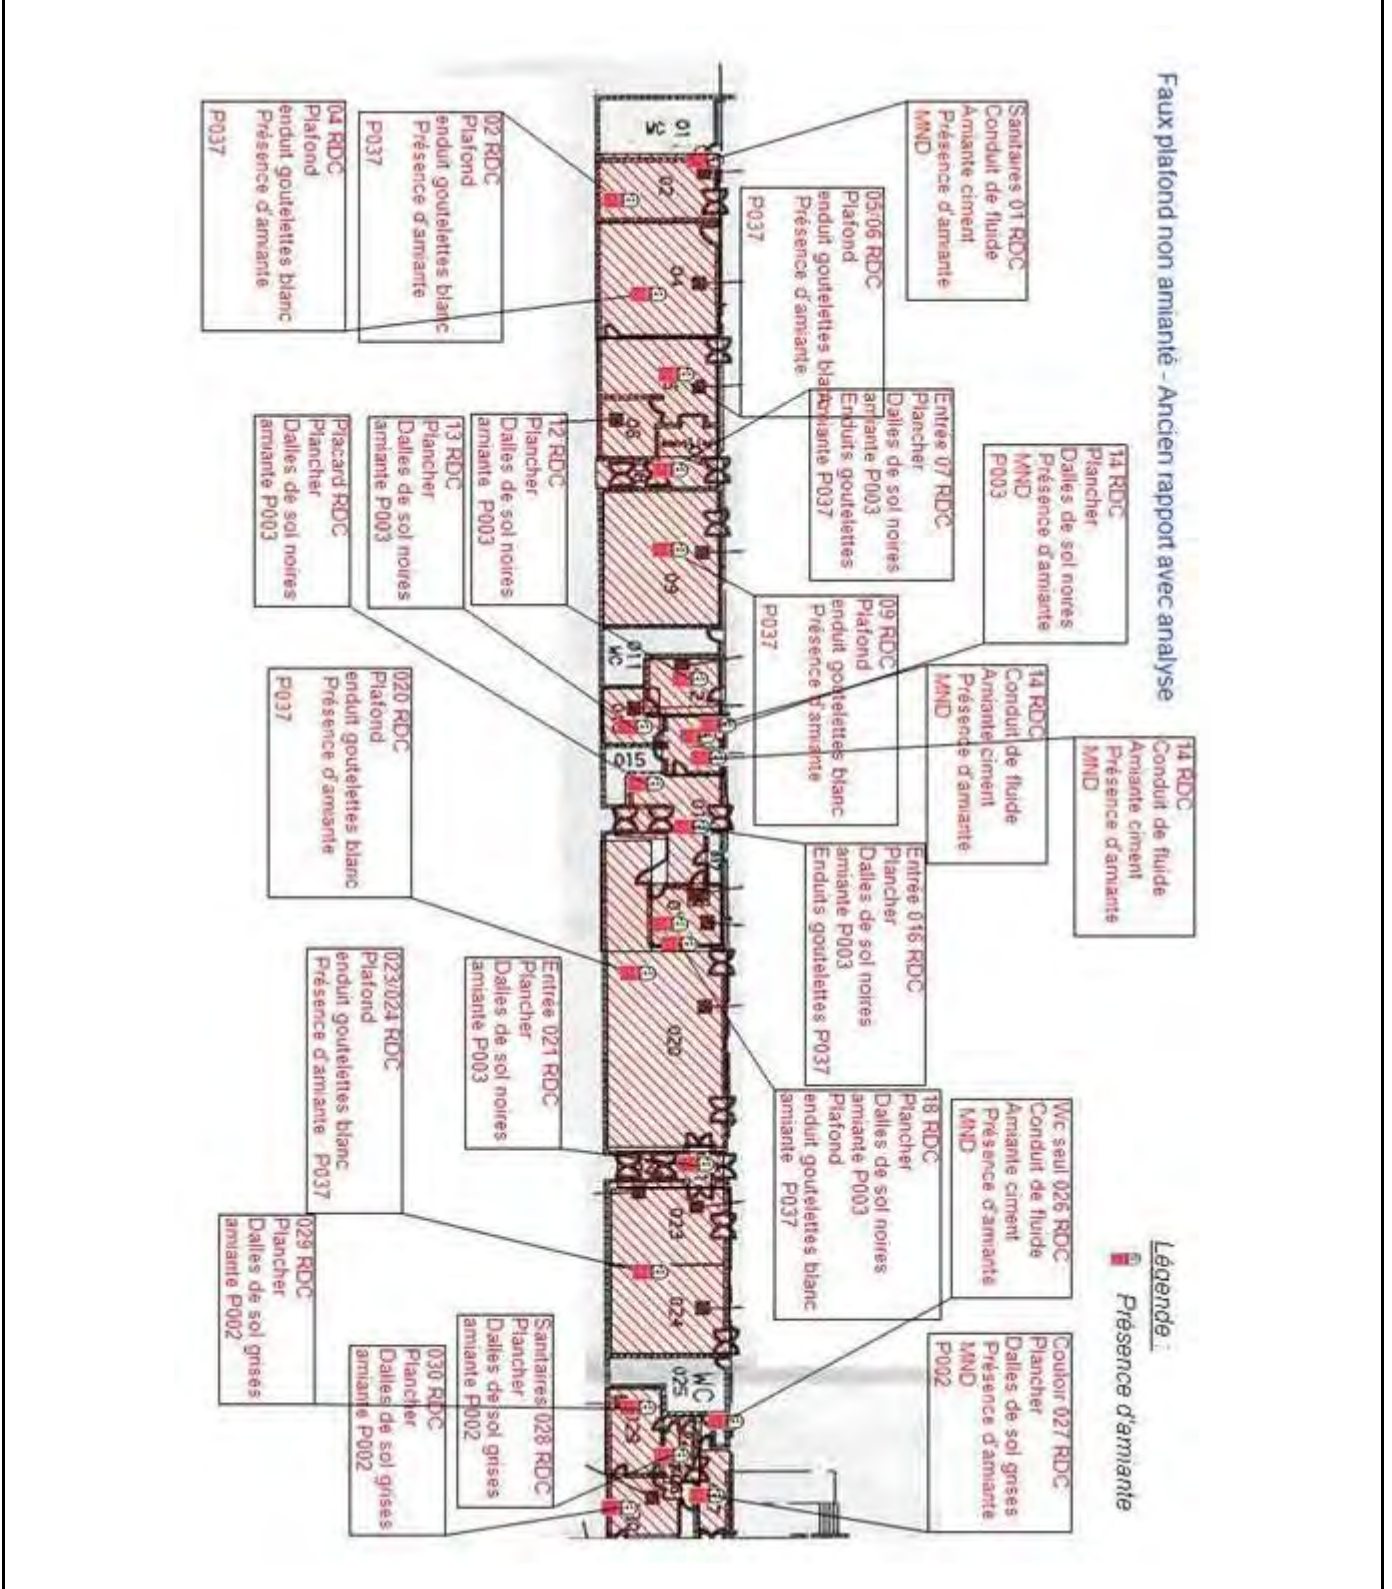 Faux plafond non amianté - Ancien rapport avec analyse
Légende :
Présence d'amiante
Sanitaires 01 RDC
Conduit de fluide
Amiante ciment
Présence d'amiante
MND
14 RDC
Plancher
Dalles de sol noires
Présence d'amiante
MND
P003
14 RDC
Conduit de fluide
Amiante ciment
Présence d'amiante
MND
14 RDC
Conduit de fluide
Amiante ciment
Présence d'amiante
MND
Wc seul 026 RDC
Conduit de fluide
Amiante ciment
Présence d'amiante
MND
Couloir 027 RDC
Plancher
Dalles de sol grises
Présence d'amiante
MND
P002
05/06 RDC
Plafond
enduit goutelettes
Présence d'amiante
P037
Entrée 07 RDC
Plancher
Dalles de sol noires
amiante P003
Enduits goutelettes
amiante P037
09 RDC
Plafond
enduit goutelettes blanc
Présence d'amiante
P037
Entrée 016 RDC
Plancher
Dalles de sol noires
amiante P003
Enduits goutelettes P037
18 RDC
Plancher
Dalles de sol noires
amiante P003
Plafond
enduit goutelettes blanc
amiante P037
02
04
06
09
011
WC
015
020
023
024
WC
025
02 RDC
Plafond
enduit goutelettes blanc
Présence d'amiante
P037
04 RDC
Plafond
enduit goutelettes blanc
Présence d'amiante
P037
12 RDC
Plancher
Dalles de sol noires
amiante P003
13 RDC
Plancher
Dalles de sol noires
amiante P003
Placard RDC
Plancher
Dalles de sol noires
amiante P003
020 RDC
Plafond
enduit goutelettes blanc
Présence d'amiante
P037
Entrée 021 RDC
Plancher
Dalles de sol noires
amiante P003
023/024 RDC
Plafond
enduit goutelettes blanc
Présence d'amiante P037
Sanitaires 028 RDC
Plancher
Dalles de sol grises
amiante P002
029 RDC
Plancher
Dalles de sol grises
amiante P002
030 RDC
Plancher
Dalles de sol grises
amiante P002